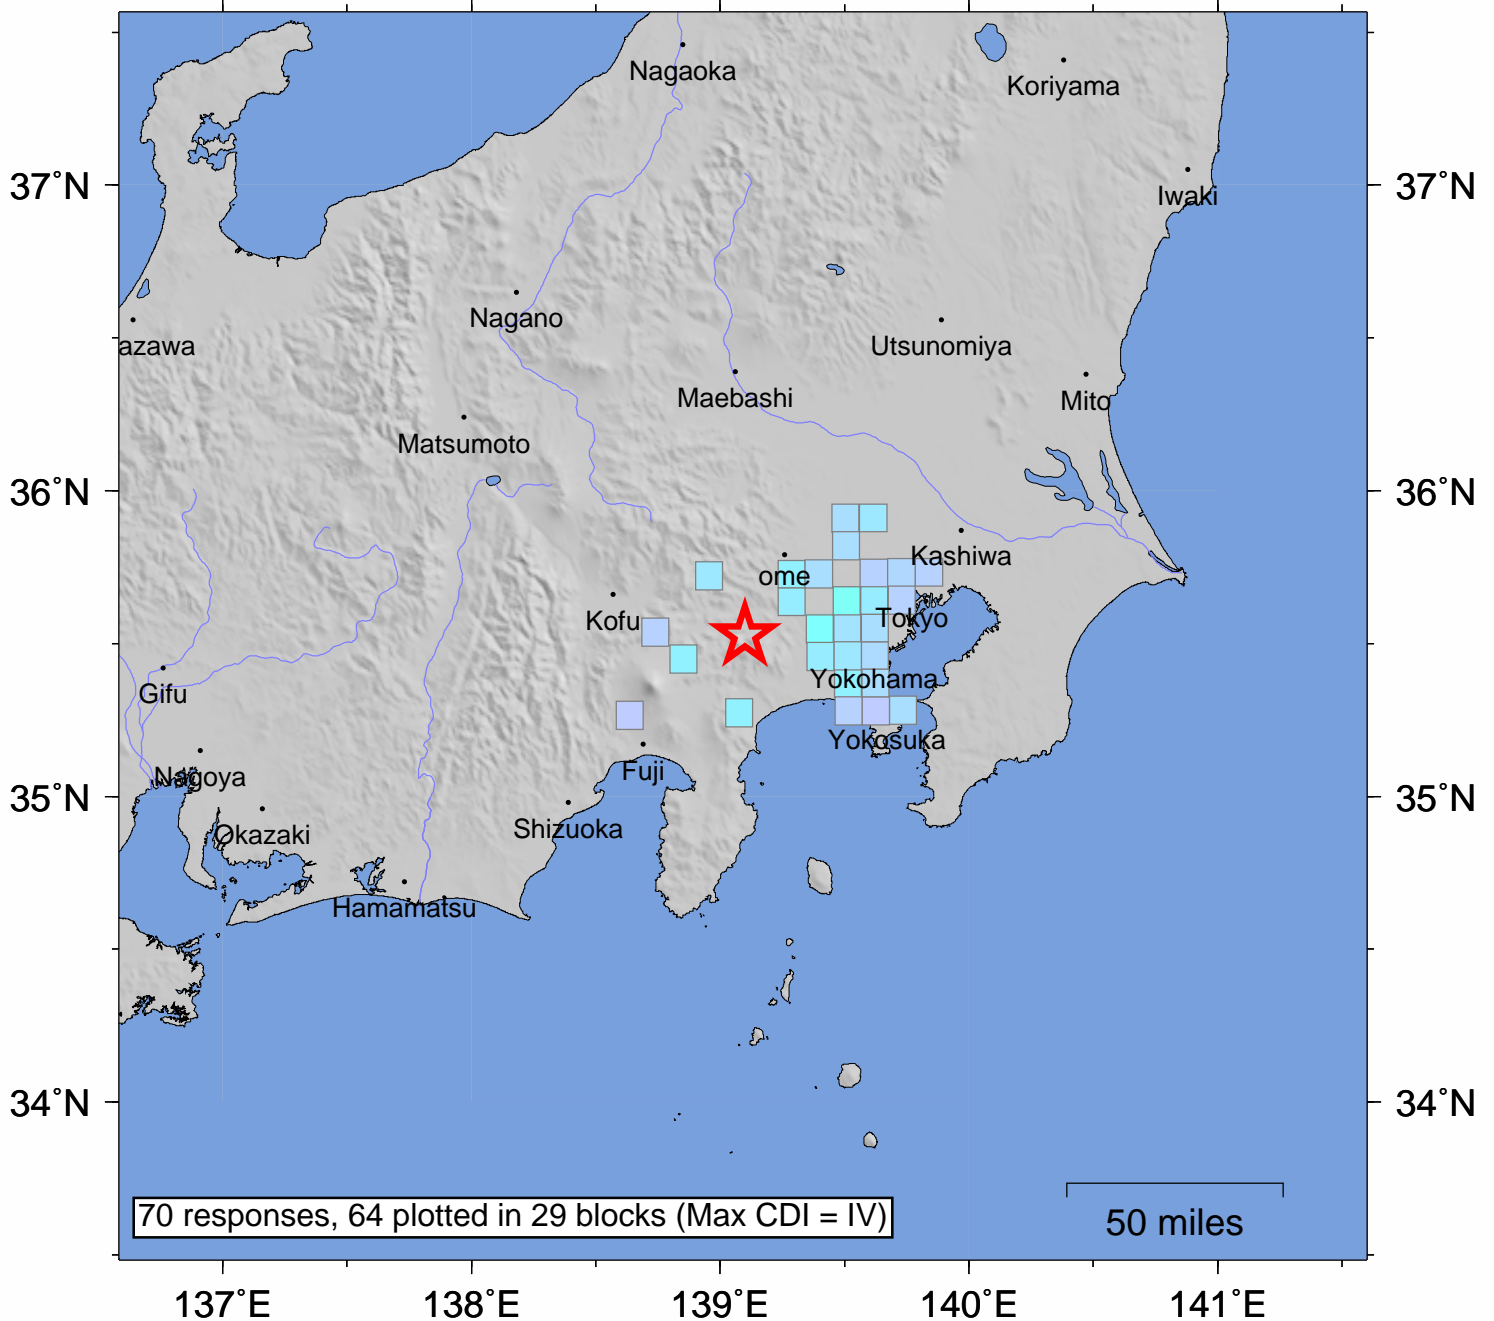 Nagaoka
Koriyama
37°N
37°N
Iwaki
Nagano
azawa
Utsunomiya
Maebashi
Mito
Matsumoto
36°N
36°N
Kashiwa
ome
Kofu
Tokyo
Yokohama
Gifu
Yokosuka
Fuji
Nagoya
35°N
35°N
Shizuoka
Okazaki
Hamamatsu
34°N
34°N
70 responses, 64 plotted in 29 blocks (Max CDI = IV)
50 miles
137°E
138°E
139°E
140°E
141°E